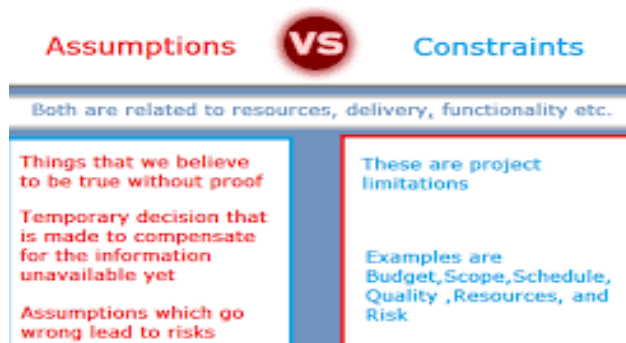 Assumptions VS Constraints
Both are related to resources, delivery, functionality etc.
Things that we believe
to be true without proof
Temporary decision that
is made to compensate
for the information
unavailable yet
Assumptions which go
wrong lead to risks
These are project
limitations
Examples are
Budget,Scope,Schedule,
Quality ,Resources, and
Risk